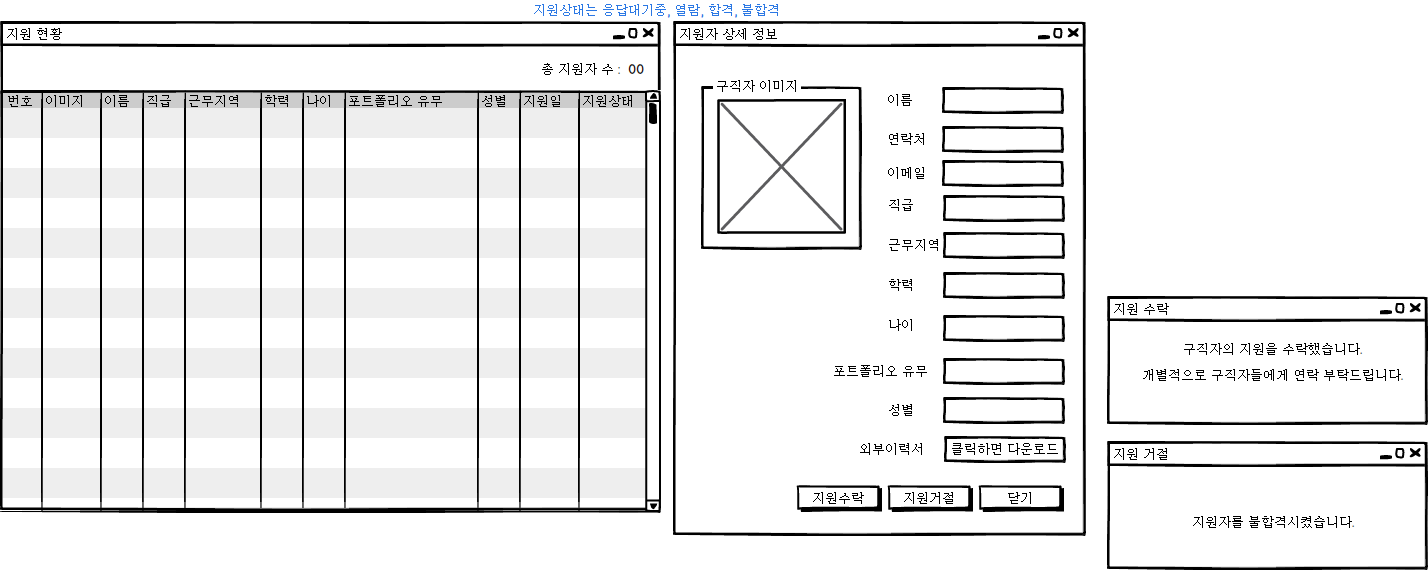 지원상태는 응답대기중, 열람, 합격, 불합격
지원 현황
총 지원자 수 : 00
번호 이미지 이름 직급 근무지역 학력 나이 포트폴리오 유무 성별 지원일 지원상태
지원자 상세 정보
구직자 이미지
이름
연락처
이메일
직급
근무지역
학력
나이
포트폴리오 유무
성별
외부이력서 클릭하면 다운로드
지원수락 지원거절 닫기
지원 수락
구직자의 지원을 수락했습니다.
개별적으로 구직자들에게 연락 부탁드립니다.
지원 거절
지원자를 불합격시켰습니다.